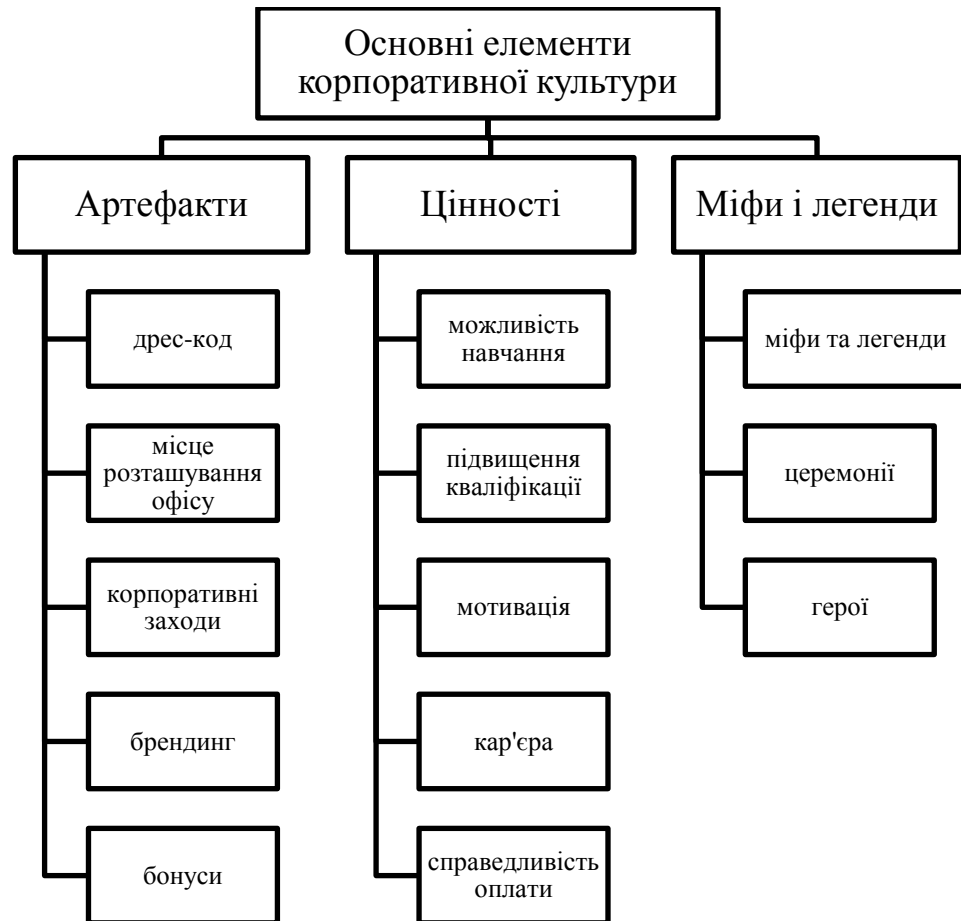 Основні елементи
корпоративної культури
Артефакти
дрес-код
місце
розташування
офісу
корпоративні
заходи
брендинг
бонуси
Цінності
можливість
навчання
підвищення
кваліфікації
мотивація
кар'єра
справедливість
оплати
Міфи і легенди
міфи та легенди
церемонії
герої